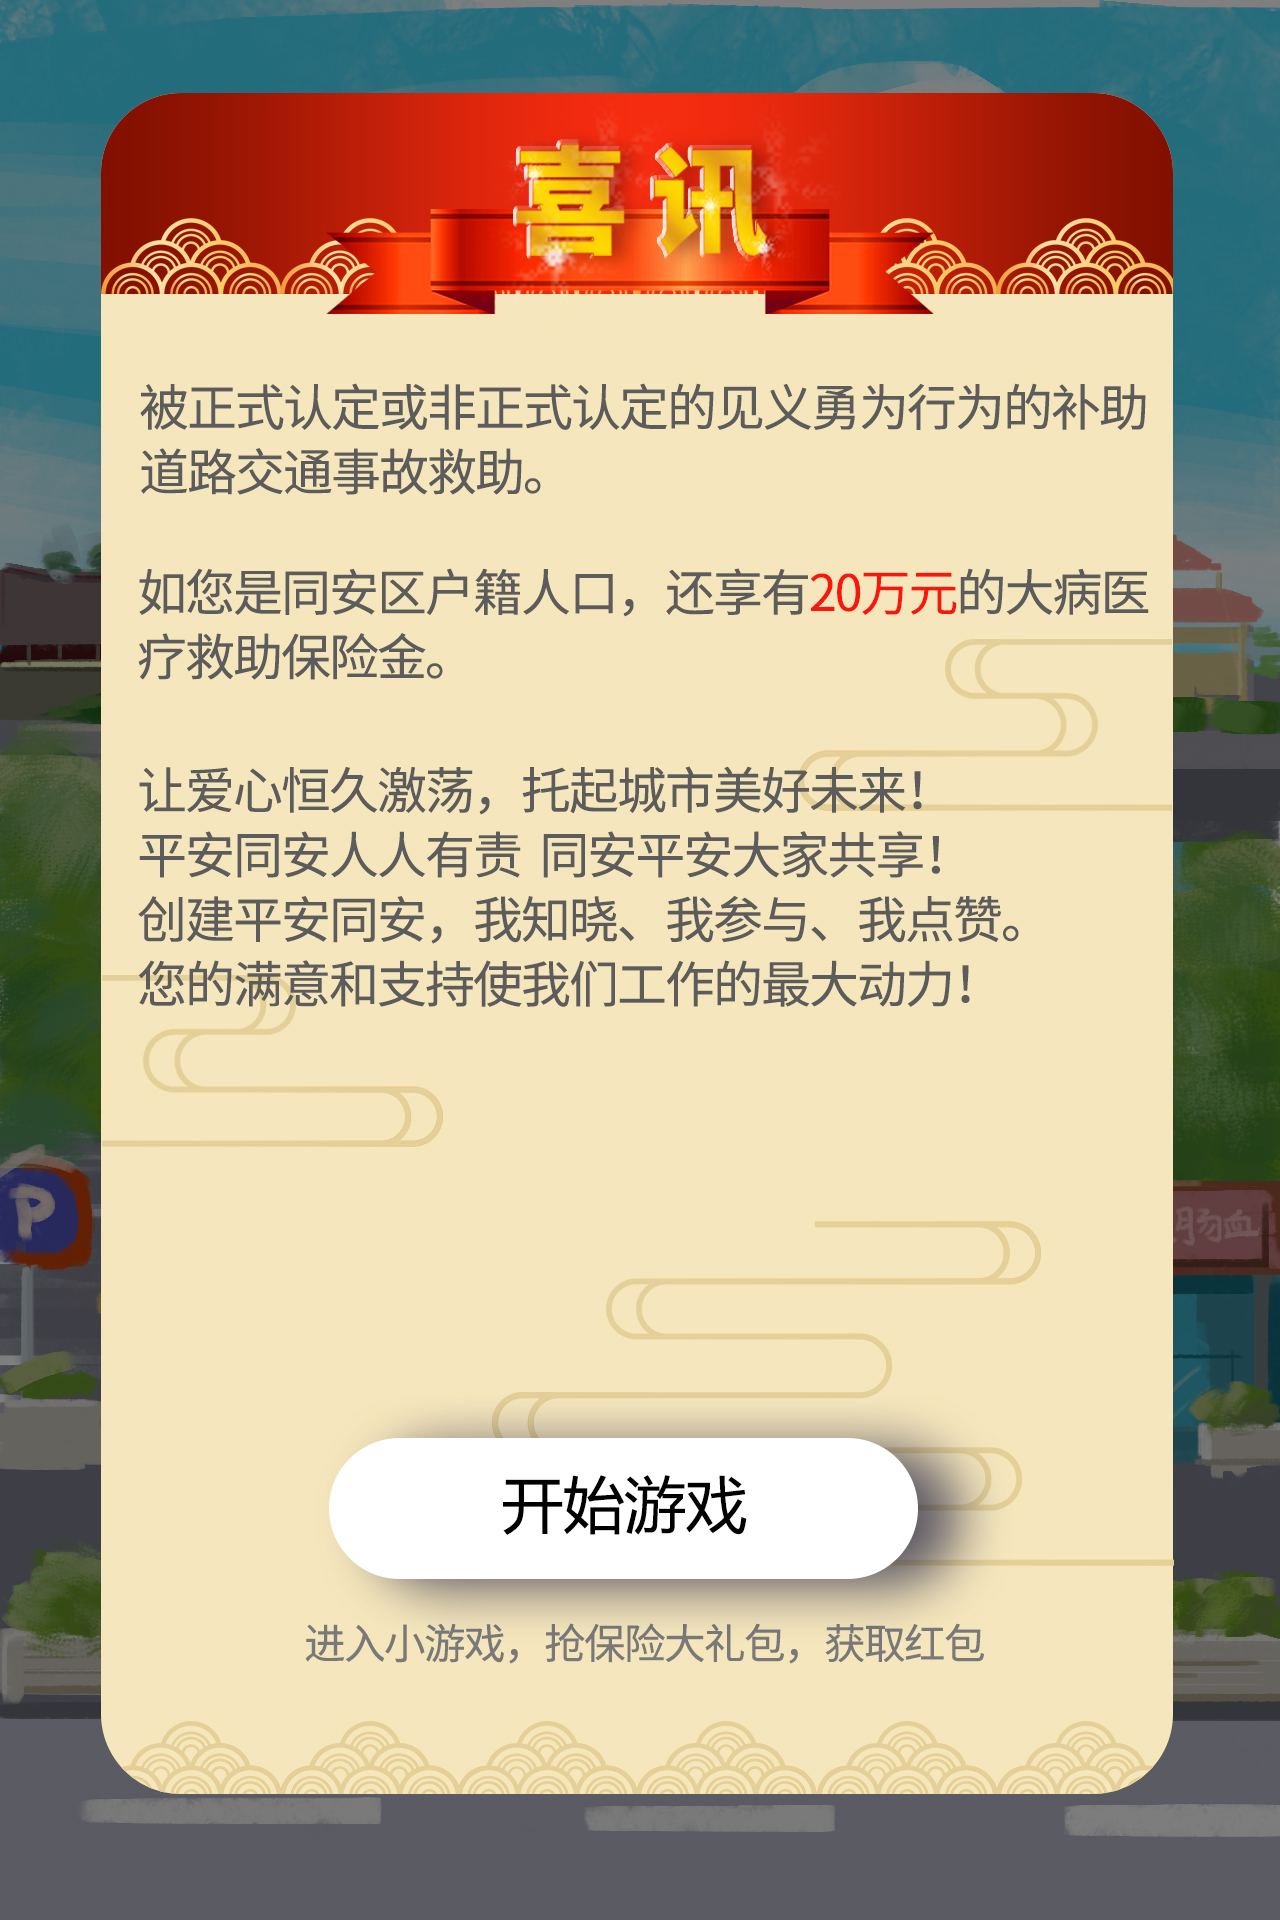 喜讯
被正式认定或非正式认定的见义勇为行为的补助
道路交通事故救助。
如您是同安区户籍人口，还享有20万元的大病医
疗救助保险金。
让爱心恒久激荡，托起城市美好未来！
平安同安人人有责 同安平安大家共享！
创建平安同安，我知晓、我参与、我点赞。
您的满意和支持使我们工作的最大动力！
P
肠血
开始游戏
进入小游戏，抢保险大礼包，获取红包